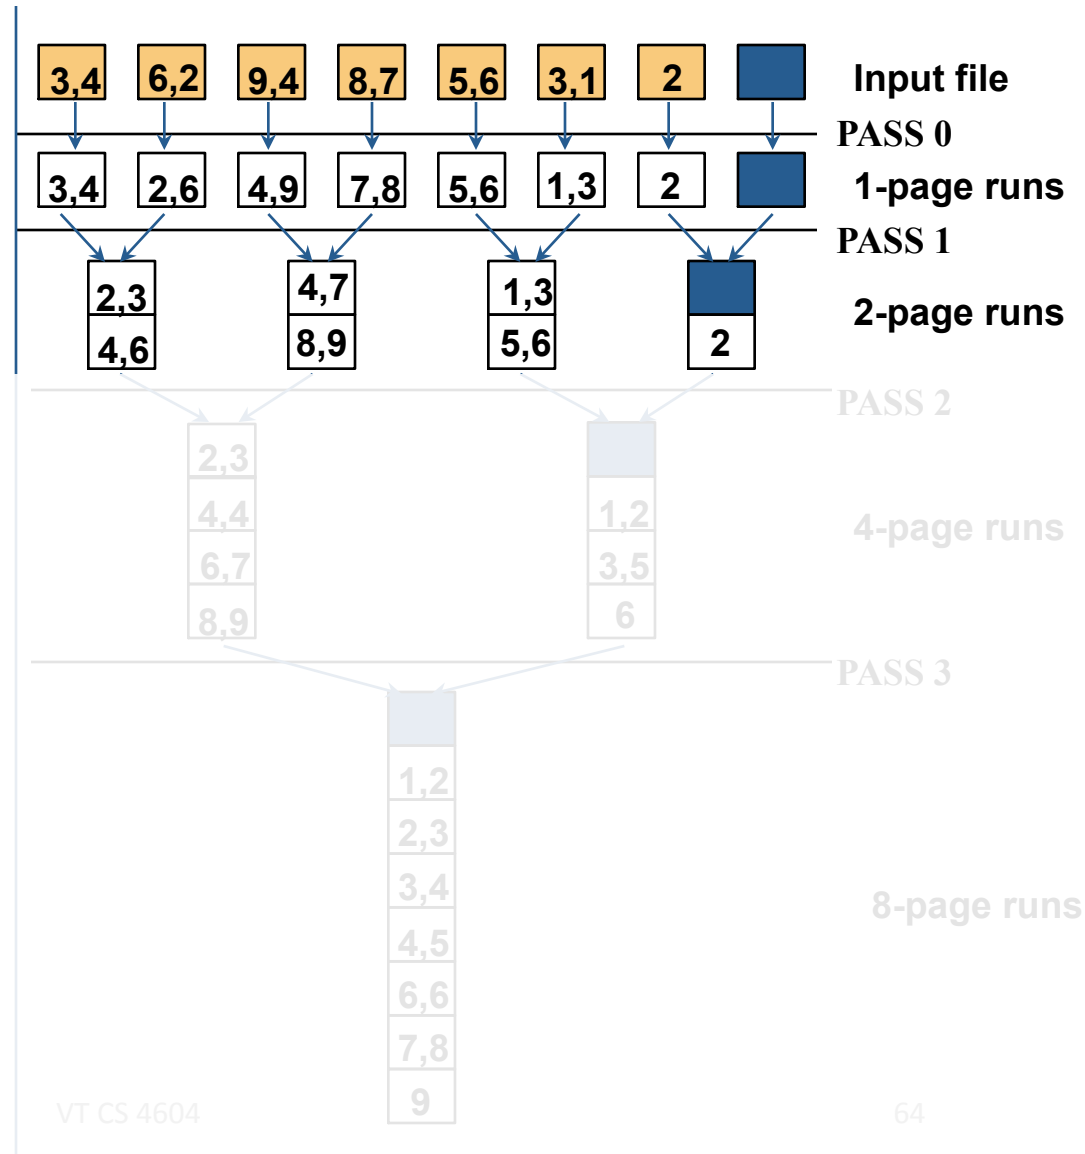 3,4 6,2 9,4 8,7 5,6 3,1 2 Input file
PASS 0
3,4 2,6 4,9 7,8 5,6 1,3 2 1-page runs
PASS 1
2,3 4,7 1,3
2-page runs
4,6 8,9 5,6 2
PASS 2
2,3
4,4 1,2
4-page runs
6,7 3,5
8,9 6
PASS 3
1,2
2,3
3,4
8-page runs
4,5
6,6
7,8
9
VT CS 4604 64